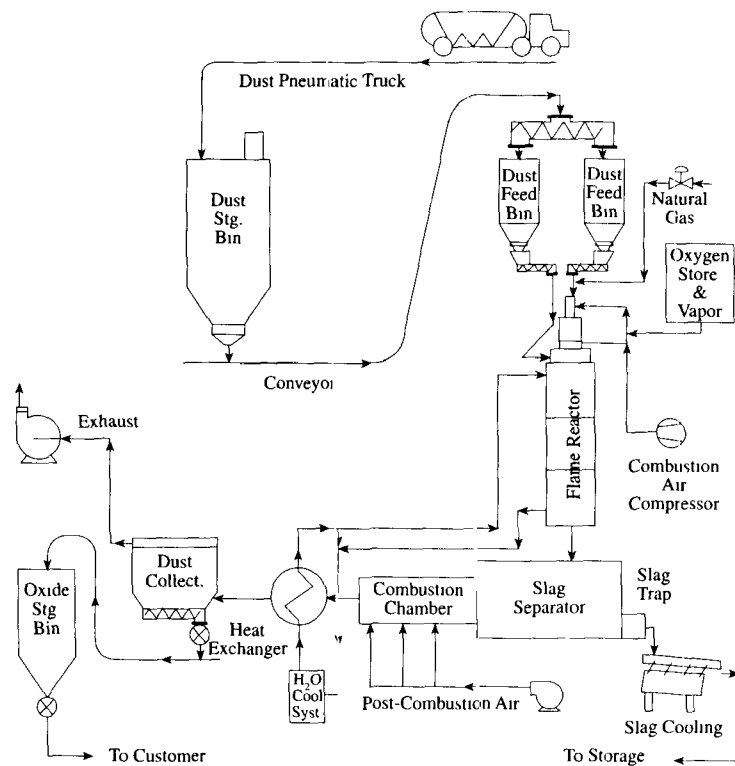 Dust Pneumatic Truck
Dust
Stg.
Bin
Dust
Feed
Bin
Dust
Feed
Bin
Natural
Gas
Oxygen
Store
&
Vapor
Conveyor
Exhaust
Flame Reactor
Combustion
Air
Compressor
Dust
Collect.
Oxide
Stg
Bin
Heat
Exchanger
Combustion
Chamber
Slag
Separator
Slag
Trap
H2O
Cool
Syst
Post-Combustion Air
Slag Cooling
To Customer
To Storage